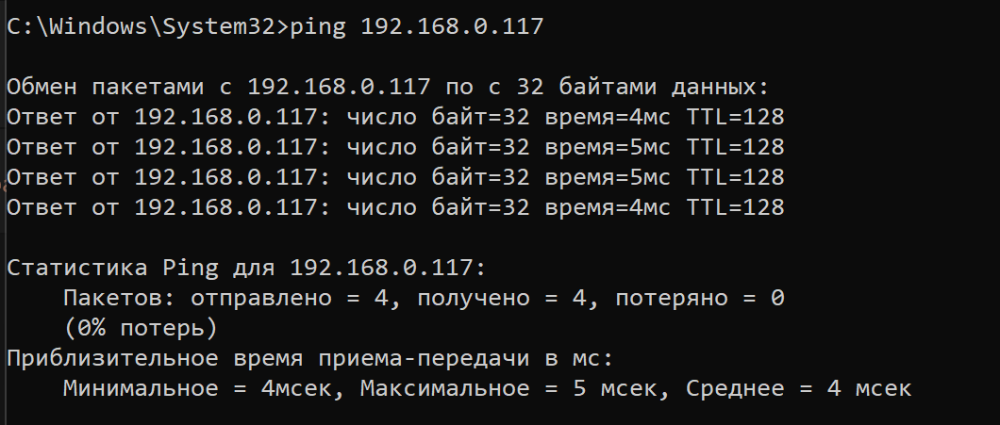 C:\Windows\System32>ping 192.168.0.117
Обмен пакетами с 192.168.0.117 по с 32 байтами данных:
Ответ от 192.168.0.117: число байт=32 время=4мс TTL=128
Ответ от 192.168.0.117: число байт=32 время=5мс TTL=128
Ответ от 192.168.0.117: число байт=32 время=5мс TTL=128
Ответ от 192.168.0.117: число байт=32 время=4мс TTL=128
Статистика Ping для 192.168.0.117:
Пакетов: отправлено = 4, получено = 4, потеряно = 0
(0% потерь)
Приблизительное время приема-передачи в мс:
Минимальное = 4мсек, Максимальное = 5 мсек, Среднее = 4 мсек